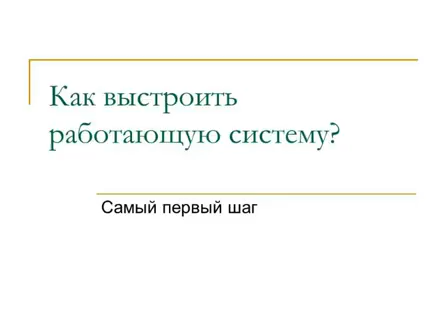 Как выстроить
работающую систему?
Самый первый шаг